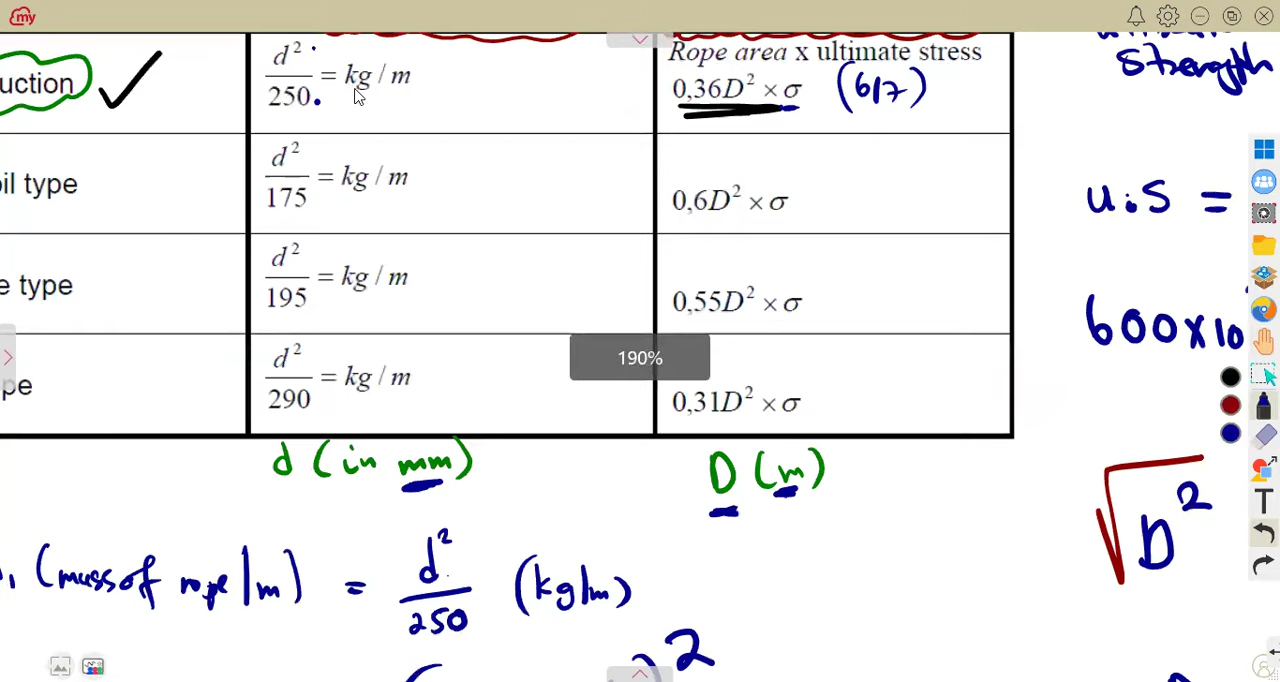 my
uction
d²/250 = kg / m
Rope area x ultimate stress
0,36D² × σ (6/7)
strength
oil type
d²/175 = kg / m
0,6D² × σ
u.s =
e type
d²/195 = kg / m
0,55D² × σ
600×10
190%
pe
d²/290 = kg / m
0,31D² × σ
d (in mm)
D (m)
√D²
(mass of rope/m) = d²/250 (kg/m)
2
T